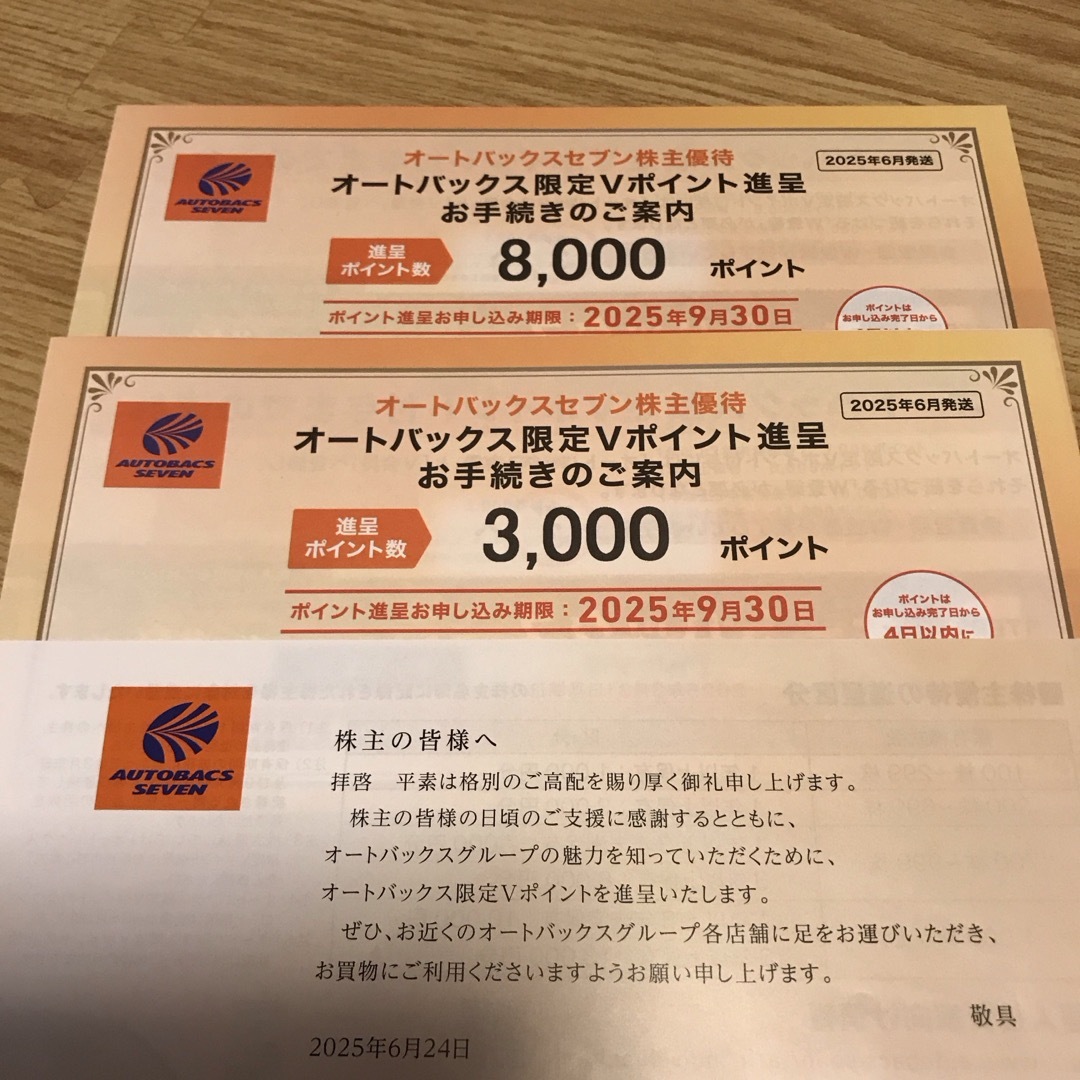 AUTOBACS
SEVEN
オートバックスセブン株主優待
2025年6月発送
オートバックス限定Vポイント進呈
お手続きのご案内
進呈
ポイント数
8,000 ポイント
ポイント進呈お申し込み期限：2025年9月30日
ポイントは
お申し込み完了日から
AUTOBACS
SEVEN
オートバックスセブン株主優待
2025年6月発送
オートバックス限定Vポイント進呈
お手続きのご案内
進呈
ポイント数
3,000 ポイント
ポイント進呈お申し込み期限：2025年9月30日
ポイントは
お申し込み完了日から
4日以内に
AUTOBACS
SEVEN
株主の皆様へ
拝啓　平素は格別のご高配を賜り厚く御礼申し上げます。
株主の皆様の日頃のご支援に感謝するとともに、
オートバックスグループの魅力を知っていただくために、
オートバックス限定Vポイントを進呈いたします。
ぜひ、お近くのオートバックスグループ各店舗に足をお運びいただき、
お買物にご利用くださいますようお願い申し上げます。
敬具
2025年6月24日